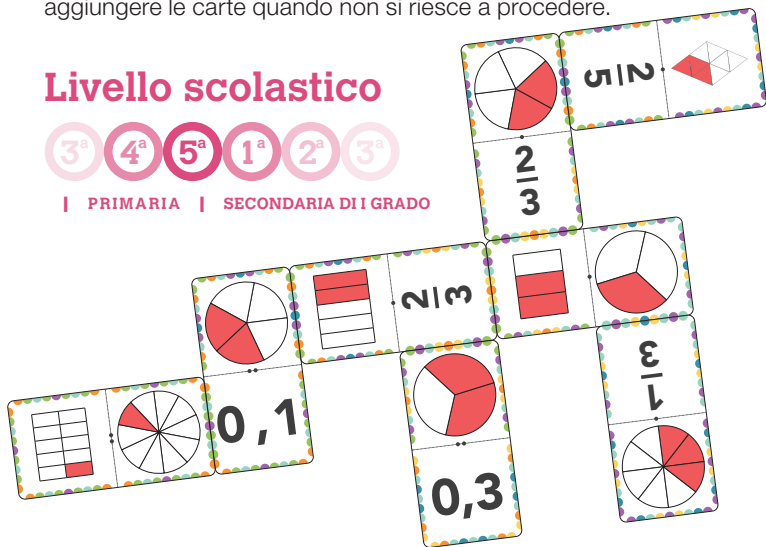 aggiungere le carte quando non si riesce a procedere.
Livello scolastico
3ª 4ª 5ª 1ª 2ª 3ª
PRIMARIA SECONDARIA DI I GRADO
2/5
2/3
2/3
1/3
0,1
0,3